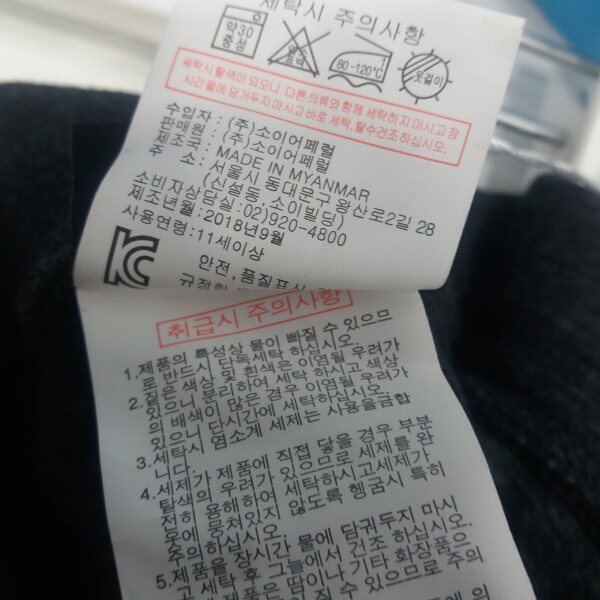 세탁시 주의사항
약30
중성
80-120℃
옷걸이
세탁시 탈색이 되오니 다른 의류와 함께 세탁하지 마시고 장
시간 물에 담가두지 마시고 바로 세탁, 탈수건조 하십시오.
수입자 : (주)소이어페럴
판매원 : (주)소이어페럴
제조국 : MADE IN MYANMAR
주 소 : 서울시 동대문구 왕산로2길 28
(신설동, 소이빌딩)
소비자상담실:02)920-4800
제조년월:2018년9월
사용연령:11세이상
안전,품질표시
취급시 주의사항
1.제품의 특성상 물이 빠질 수 있으므
로 반드시 단독세탁 하십시오.
2.짙은 색상 및 흰색은 이염될 우려가
있으니 분리하여 세탁 하시고 색상
의 배색이 많은 경우 이염될 우려가
있으니 단시간에 세탁하십시오.
3.세탁시 염소계 세제는 사용을금합
니다.
4.세제가 제품에 직접 닿을 경우 부분
탈색의 우려가 있으므로 세제를 완
전히 용해하여 세탁하시고세제가
옷에 뭉쳐있지 않도록 헹굼시 특히
주의하십시오.
5.제품을 장시간 물에 담궈두지 마시
고 세탁 후 그늘에서 건조 하십시오.